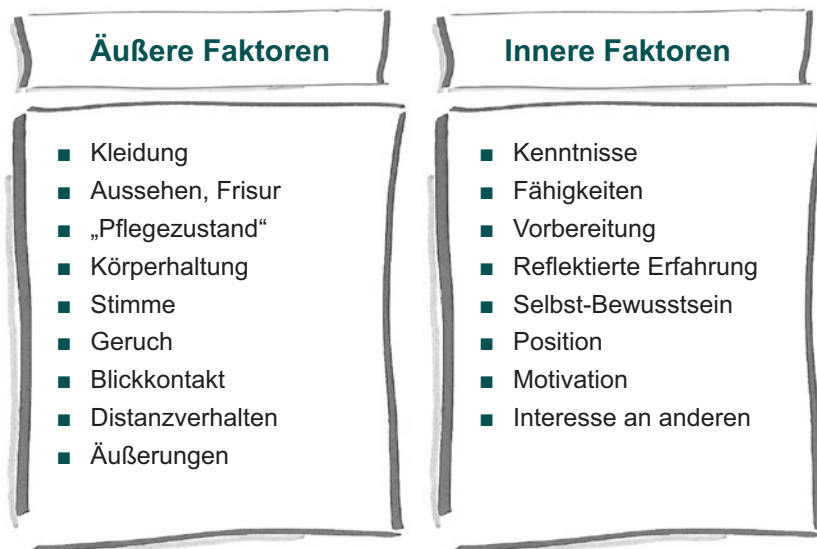 Äußere Faktoren
■ Kleidung
■ Aussehen, Frisur
■ „Pflegezustand“
■ Körperhaltung
■ Stimme
■ Geruch
■ Blickkontakt
■ Distanzverhalten
■ Äußerungen
Innere Faktoren
■ Kenntnisse
■ Fähigkeiten
■ Vorbereitung
■ Reflektierte Erfahrung
■ Selbst-Bewusstsein
■ Position
■ Motivation
■ Interesse an anderen